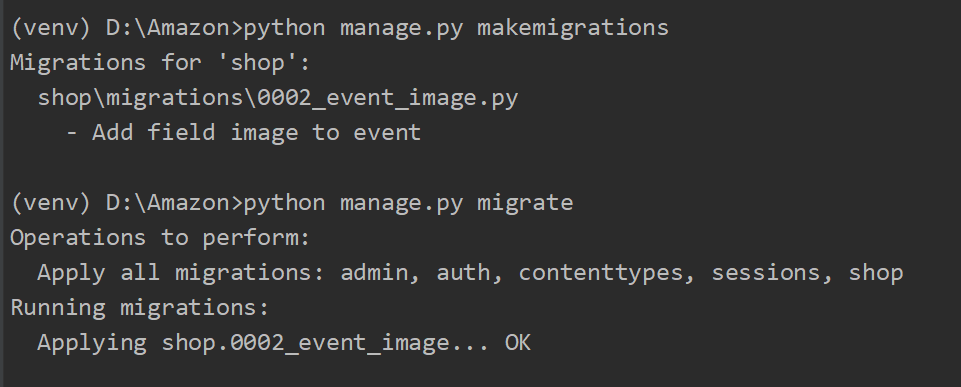 (venv) D:\Amazon>python manage.py makemigrations
Migrations for 'shop':
  shop\migrations\0002_event_image.py
    - Add field image to event
(venv) D:\Amazon>python manage.py migrate
Operations to perform:
  Apply all migrations: admin, auth, contenttypes, sessions, shop
Running migrations:
  Applying shop.0002_event_image... OK